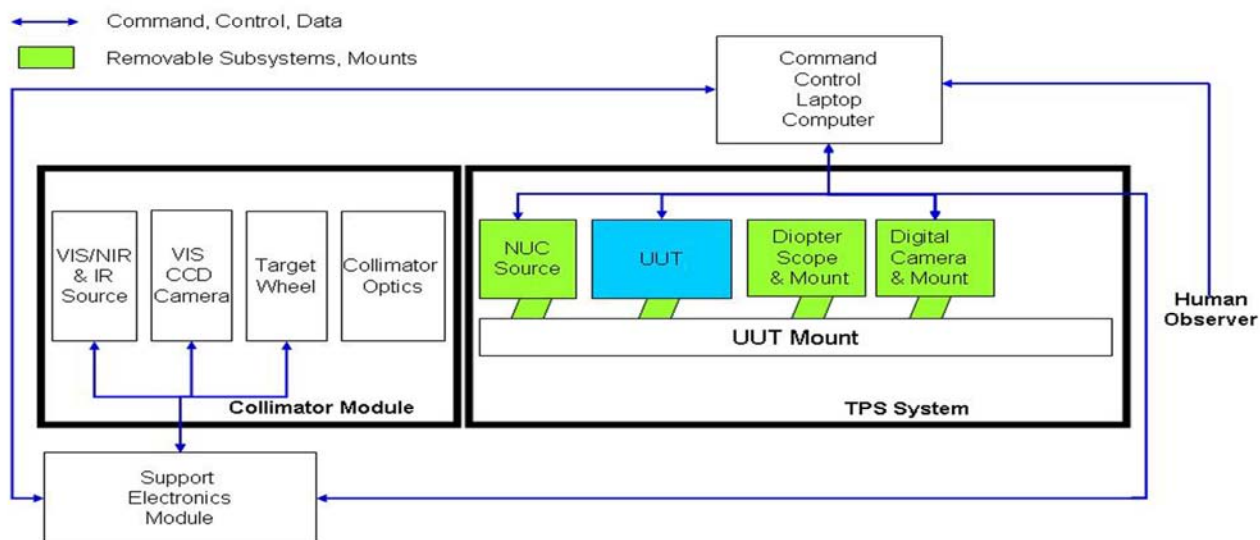 Command, Control, Data
Removable Subsystems, Mounts
Command
Control
Laptop
Computer
VIS/NIR
& IR
Source
VIS
CCD
Camera
Target
Wheel
Collimator
Optics
NUC
Source
UUT
Diopter
Scope
& Mount
Digital
Camera
& Mount
Human
Observer
UUT Mount
Collimator Module
TPS System
Support
Electronics
Module